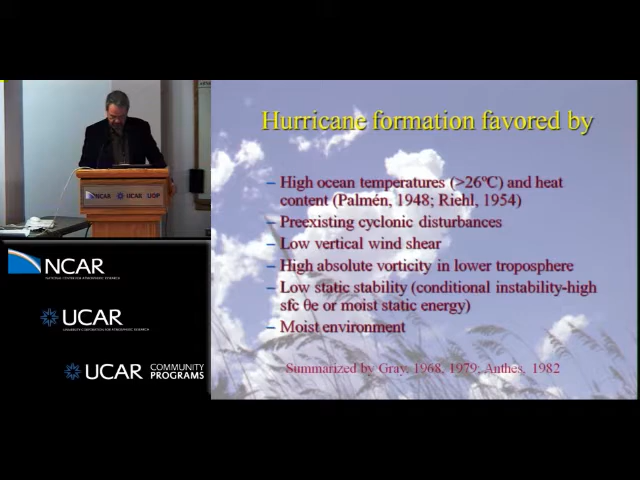 Hurricane formation favored by
– High ocean temperatures (>26ºC) and heat
content (Palmén, 1948; Riehl, 1954)
– Preexisting cyclonic disturbances
– Low vertical wind shear
– High absolute vorticity in lower troposphere
– Low static stability (conditional instability-high
sfc θe or moist static energy)
– Moist environment
Summarized by Gray, 1968, 1979; Anthes, 1982
NCAR UCAR UOP
NCAR
NATIONAL CENTER FOR ATMOSPHERIC RESEARCH
UCAR
UNIVERSITY CORPORATION FOR ATMOSPHERIC RESEARCH
UCAR COMMUNITY
PROGRAMS